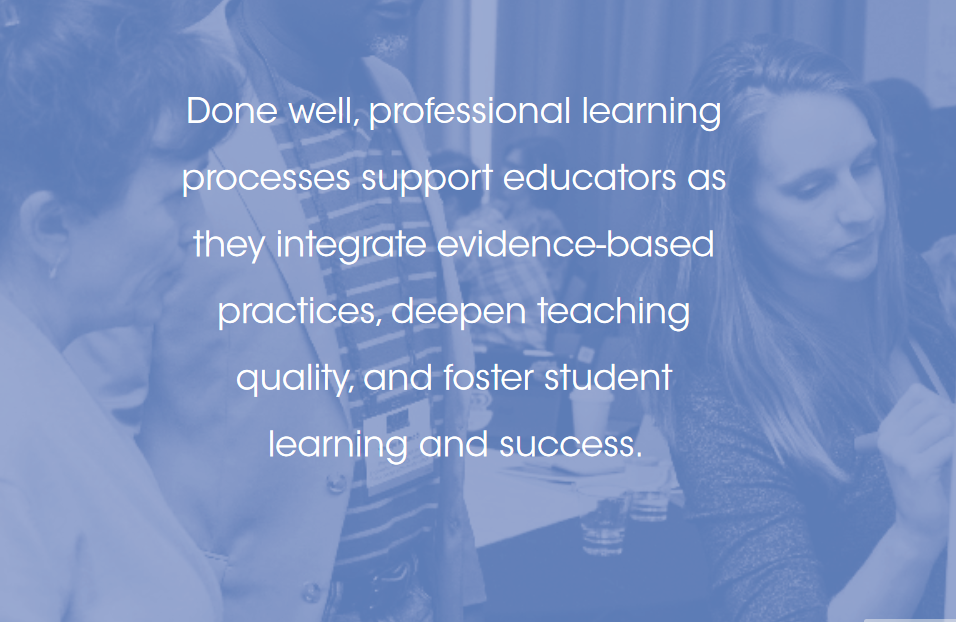 Done well, professional learning
processes support educators as
they integrate evidence-based
practices, deepen teaching
quality, and foster student
learning and success.